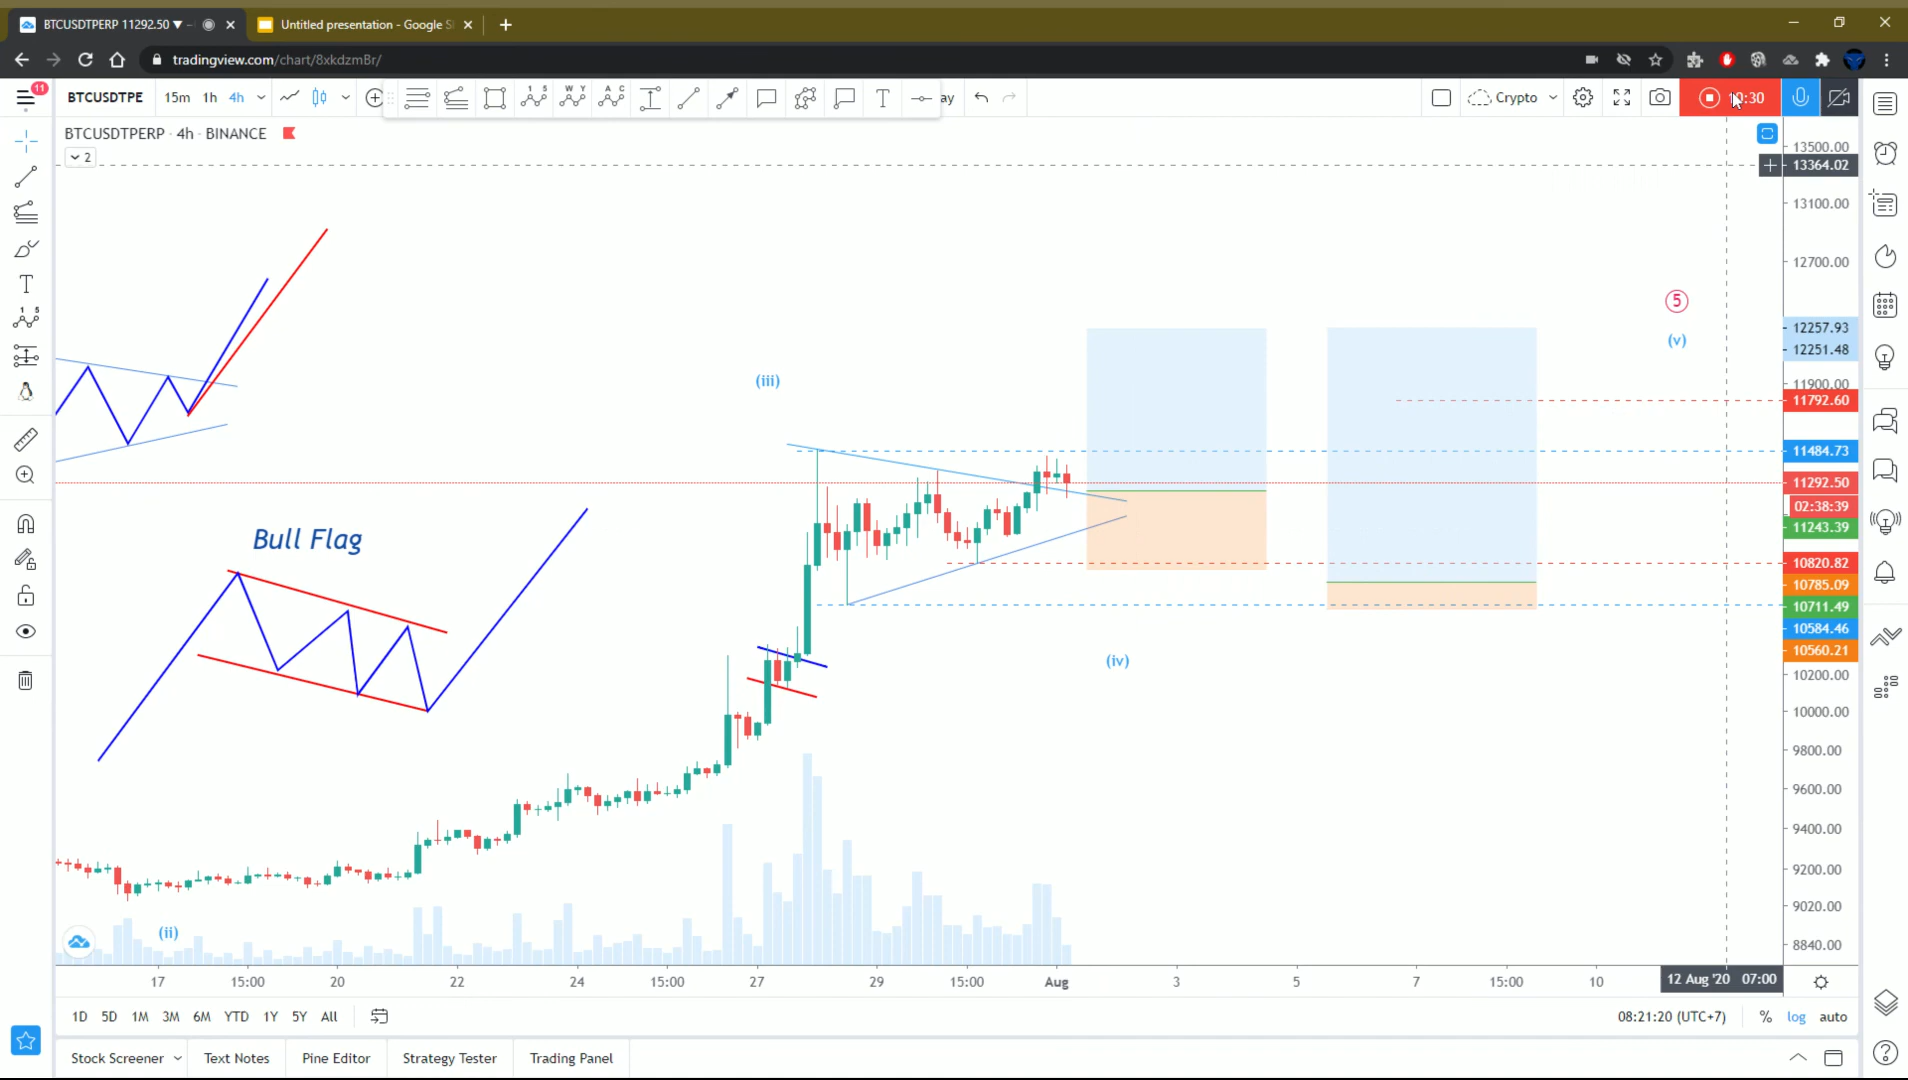 BTCUSDTPERP 11292.50 ▼ -
Untitled presentation - Google S
tradingview.com/chart/8xkdzmBr/
11
BTCUSDTPE
15m 1h 4h
1 5
W Y
A C
T
ay
Crypto
:30
BTCUSDTPERP · 4h · BINANCE
2
13500.00
13364.02
13100.00
12700.00
5
(v)
12257.93
12251.48
11900.00
11792.60
(iii)
11484.73
11292.50
02:38:39
11243.39
Bull Flag
10820.82
10785.09
10711.49
10584.46
10560.21
(iv)
10200.00
10000.00
9800.00
9600.00
9400.00
9200.00
9020.00
8840.00
(ii)
17 15:00 20 22 24 15:00 27 29 15:00 Aug 3 5 7 15:00 10 12 Aug '20 07:00
1D 5D 1M 3M 6M YTD 1Y 5Y All
08:21:20 (UTC+7) % log auto
Stock Screener Text Notes Pine Editor Strategy Tester Trading Panel